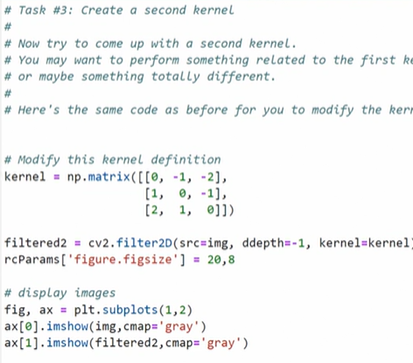 # Task #3: Create a second kernel
#
# Now try to come up with a second kernel.
# You may want to perform something related to the first
# or maybe something totally different.
#
# Here's the same code as before for you to modify the
# Modify this kernel definition
kernel = np.matrix([[0, -1, -2],
[1, 0, -1],
[2, 1, 0]])
filtered2 = cv2.filter2D(src=img, ddepth=-1, kernel=kernel)
rcParams['figure.figsize'] = 20,8
# display images
fig, ax = plt.subplots(1,2)
ax[0].imshow(img,cmap='gray')
ax[1].imshow(filtered2,cmap='gray')